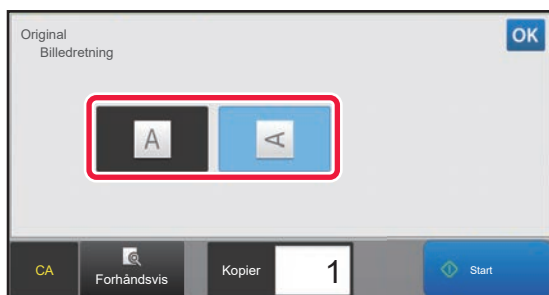 Original
OK
Billedretning
A
A
CA
Forhåndsvis
Kopier
1
Start